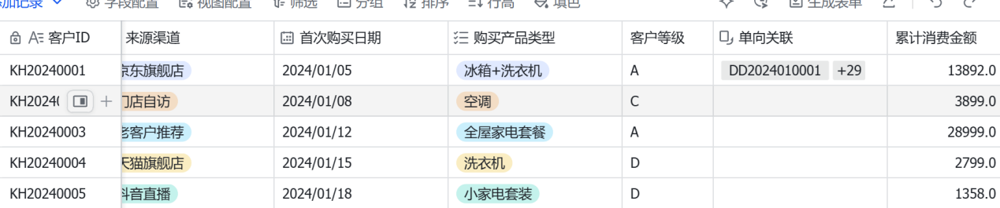 添加记录 字段配置 视图配置 筛选 分组 排序 行高 填色 生成表单
客户ID 来源渠道 首次购买日期 购买产品类型 客户等级 单向关联 累计消费金额
KH20240001 京东旗舰店 2024/01/05 冰箱+洗衣机 A DD2024010001 +29 13892.0
KH2024 门店自访 2024/01/08 空调 C 3899.0
KH20240003 老客户推荐 2024/01/12 全屋家电套餐 A 28999.0
KH20240004 天猫旗舰店 2024/01/15 洗衣机 D 2799.0
KH20240005 抖音直播 2024/01/18 小家电套装 D 1358.0